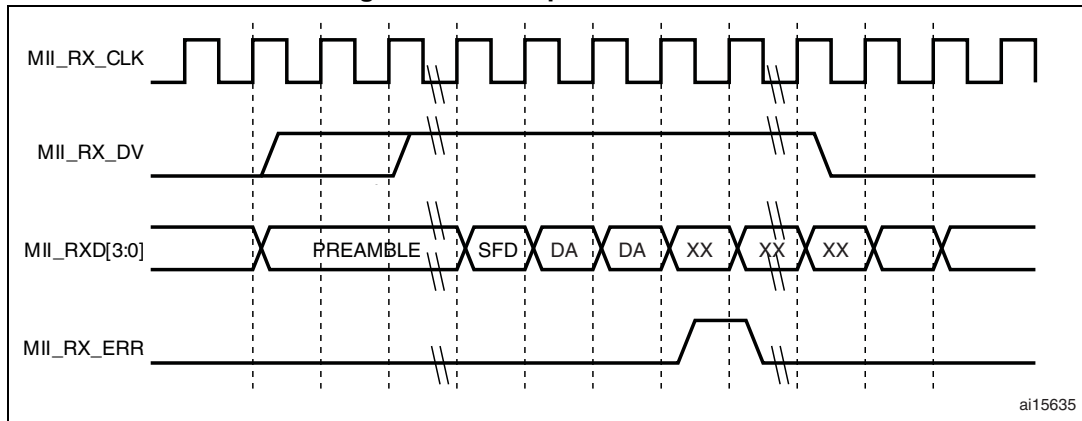 MII_RX_CLK
MII_RX_DV
MII_RXD[3:0] PREAMBLE SFD DA DA XX XX XX
MII_RX_ERR
ai15635